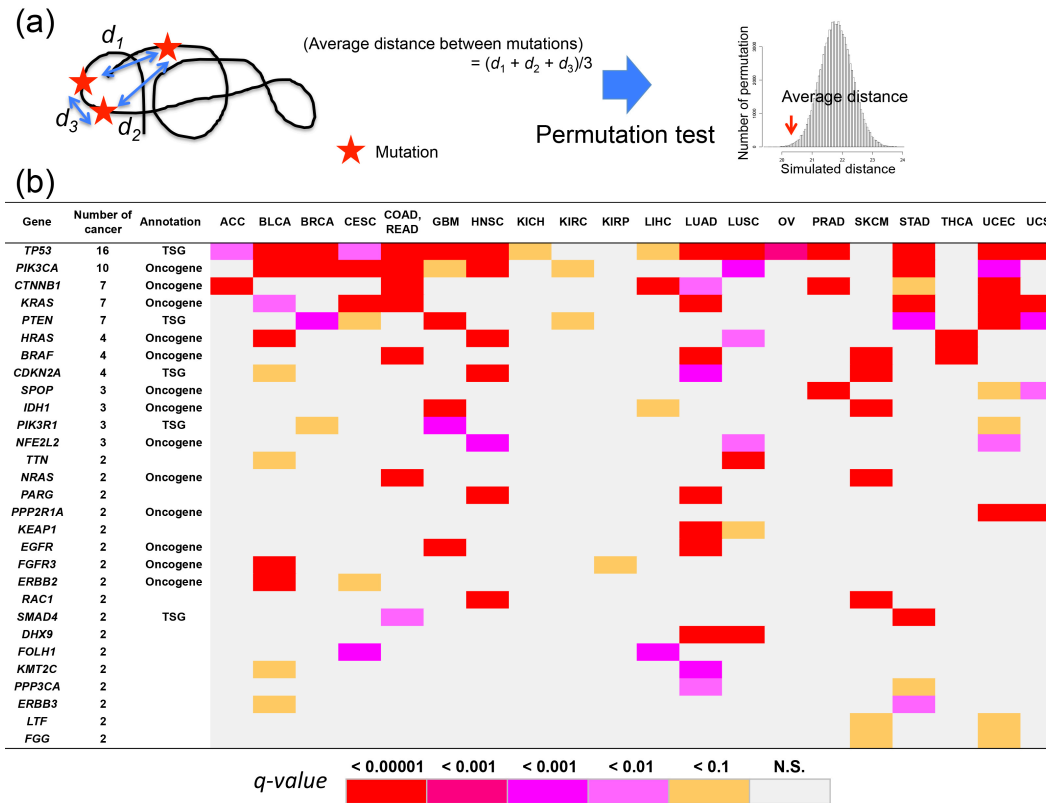 (a)
d1
d2
d3
(Average distance between mutations)
= (d1 + d2 + d3)/3
Mutation
Permutation test
Number of permutation
Average distance
20 21 22 23 24
Simulated distance
(b)
Gene Number of cancer Annotation ACC BLCA BRCA CESC COAD, READ GBM HNSC KICH KIRC KIRP LIHC LUAD LUSC OV PRAD SKCM STAD THCA UCEC UCS
TP53 16 TSG
PIK3CA 10 Oncogene
CTNNB1 7 Oncogene
KRAS 7 Oncogene
PTEN 7 TSG
HRAS 4 Oncogene
BRAF 4 Oncogene
CDKN2A 4 TSG
SPOP 3 Oncogene
IDH1 3 Oncogene
PIK3R1 3 TSG
NFE2L2 3 Oncogene
TTN 2
NRAS 2 Oncogene
PARG 2
PPP2R1A 2 Oncogene
KEAP1 2
EGFR 2 Oncogene
FGFR3 2 Oncogene
ERBB2 2 Oncogene
RAC1 2
SMAD4 2 TSG
DHX9 2
FOLH1 2
KMT2C 2
PPP3CA 2
ERBB3 2
LTF 2
FGG 2
< 0.00001 < 0.001 < 0.001 < 0.01 < 0.1 N.S.
q-value